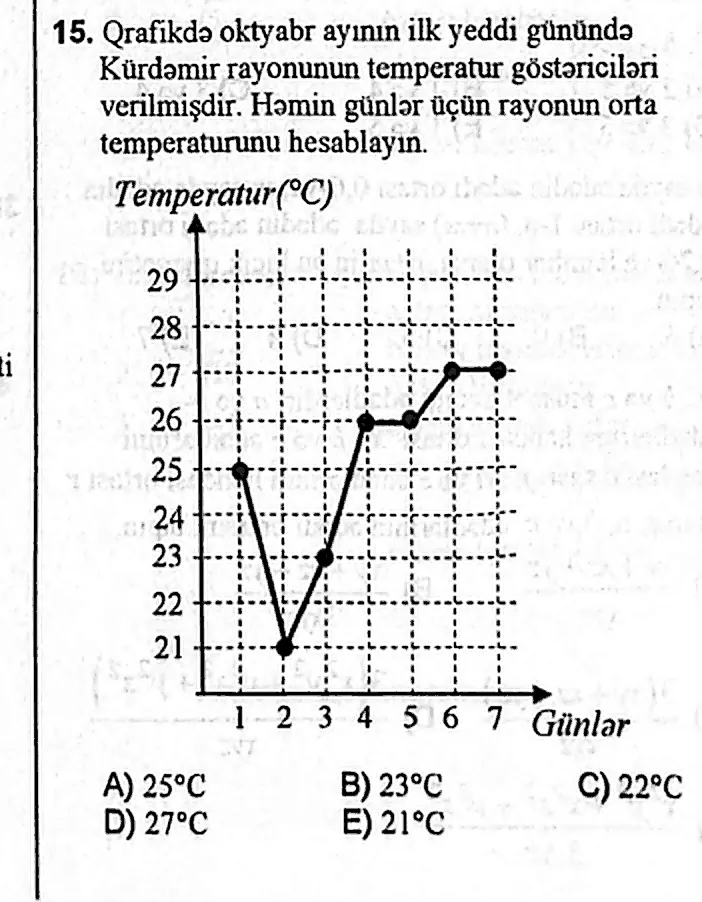 15. Qrafikdə oktyabr ayının ilk yeddi günündə
Kürdəmir rayonunun temperatur göstəriciləri
verilmişdir. Həmin günlər üçün rayonun orta
temperaturunu hesablayın.
Temperatur(°C)
29
28
27
26
25
24
23
22
21
1 2 3 4 5 6 7 Günlər
A) 25°C B) 23°C C) 22°C
D) 27°C E) 21°C